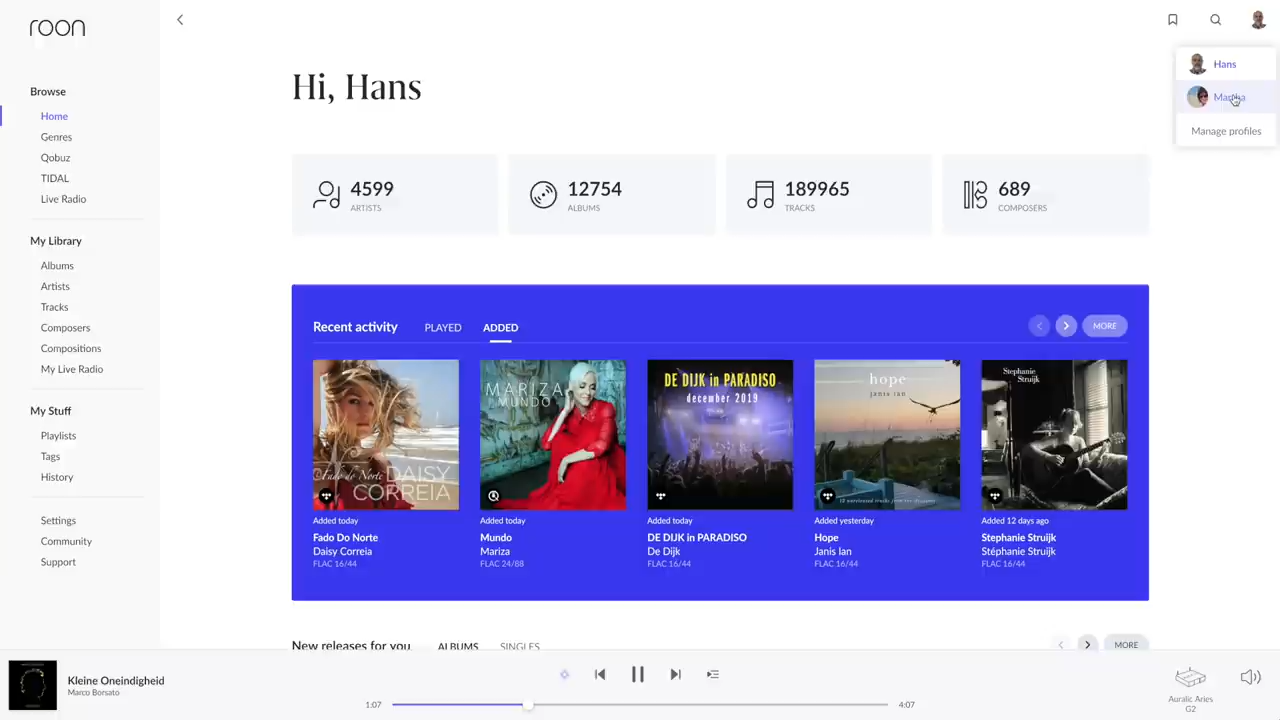 roon
Browse
Home
Genres
Qobuz
TIDAL
Live Radio
My Library
Albums
Artists
Tracks
Composers
Compositions
My Live Radio
My Stuff
Playlists
Tags
History
Settings
Community
Support
Hi, Hans
Hans
Manage profiles
4599
ARTISTS
12754
ALBUMS
189965
TRACKS
689
COMPOSERS
Recent activity PLAYED ADDED MORE
Fado do Norte DAISY
CORREIA
MARIZA
MUNDO
DE DIJK in PARADISO
december 2019
hope
janis ian
Stephanie
Struijk
Added today
Fado Do Norte
Daisy Correia
FLAC 16/44
Added today
Mundo
Mariza
FLAC 24/88
Added today
DE DIJK in PARADISO
De Dijk
FLAC 16/44
Added yesterday
Hope
Janis Ian
FLAC 16/44
Added 12 days ago
Stephanie Struijk
Stéphanie Struijk
FLAC 16/44
New releases for you ALBUMS SINGLES MORE
Kleine Oneindigheid
Marco Borsato
1:07
4:07
Auralic Aries
G2